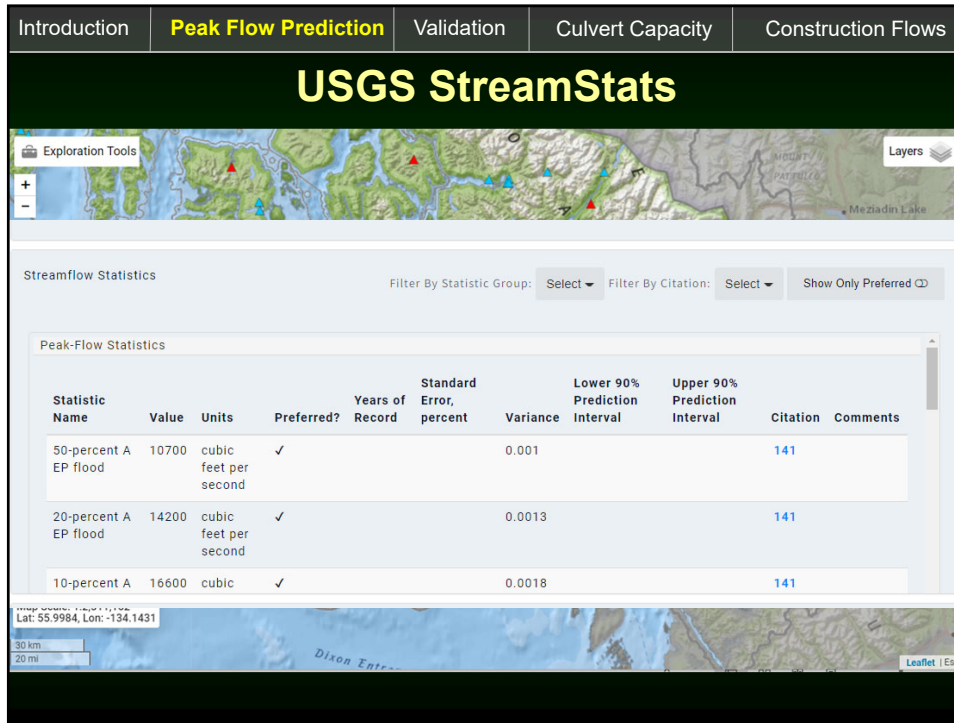 Introduction Peak Flow Prediction Validation Culvert Capacity Construction Flows
USGS StreamStats
Exploration Tools
Layers
+
−
Meziadin Lake
Streamflow Statistics
Filter By Statistic Group: Select Filter By Citation: Select Show Only Preferred
Peak-Flow Statistics
Statistic Name Value Units Preferred? Years of Record Standard Error, percent Variance Lower 90% Prediction Interval Upper 90% Prediction Interval Citation Comments
50-percent A 10700 cubic ✓ 0.001 141
EP flood feet per
second
20-percent A 14200 cubic ✓ 0.0013 141
EP flood feet per
second
10-percent A 16600 cubic ✓ 0.0018 141
Lat: 55.9984, Lon: -134.1431
30 km
20 mi
Dixon
Leaflet | Es